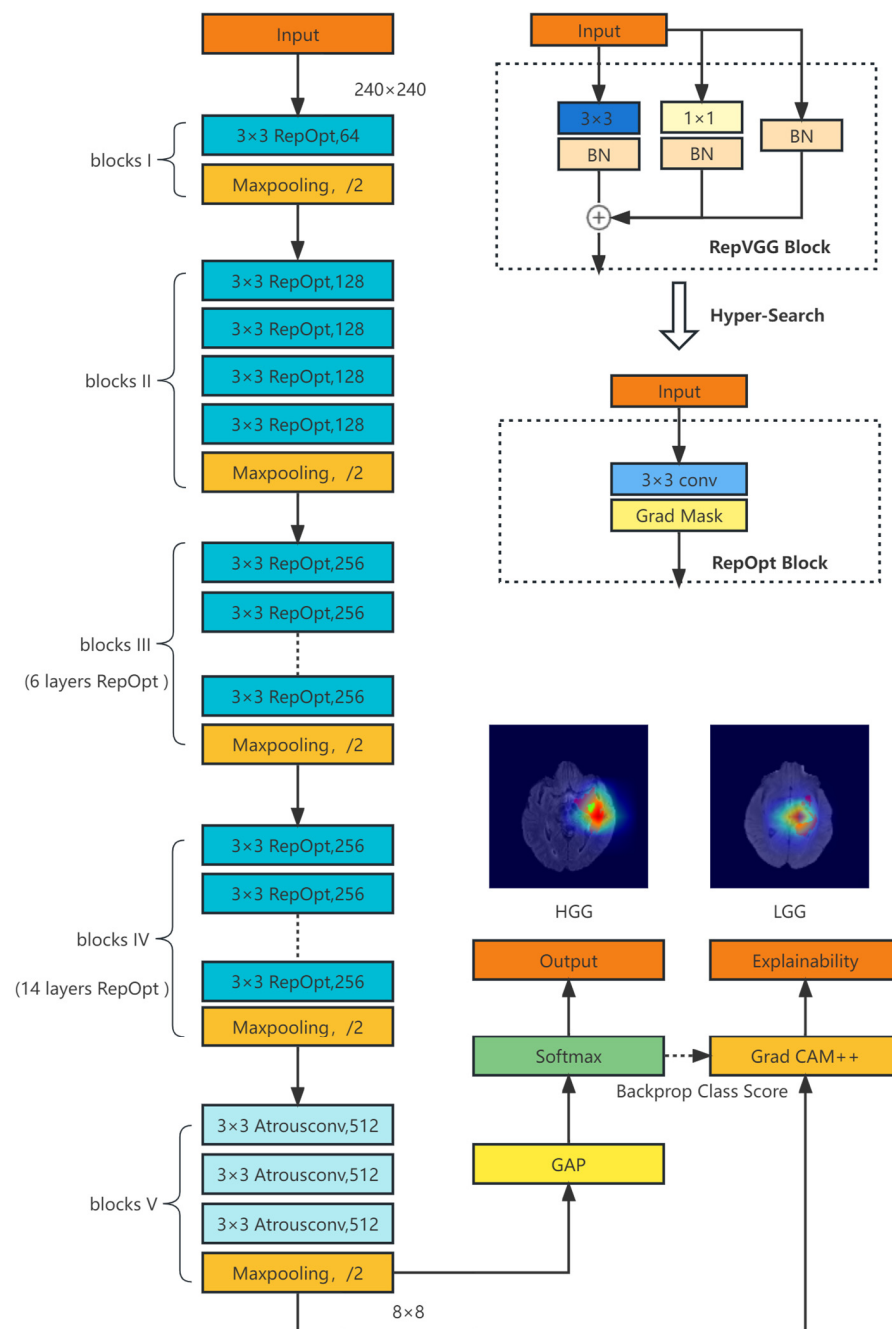 Input
240×240
blocks I
3×3 RepOpt,64
Maxpooling, /2
blocks II
3×3 RepOpt,128
3×3 RepOpt,128
3×3 RepOpt,128
3×3 RepOpt,128
Maxpooling, /2
blocks III
(6 layers RepOpt )
3×3 RepOpt,256
3×3 RepOpt,256
3×3 RepOpt,256
Maxpooling, /2
blocks IV
(14 layers RepOpt )
3×3 RepOpt,256
3×3 RepOpt,256
3×3 RepOpt,256
Maxpooling, /2
blocks V
3×3 Atrousconv,512
3×3 Atrousconv,512
3×3 Atrousconv,512
Maxpooling, /2
8×8
Input
3×3
BN
1×1
BN
BN
+
RepVGG Block
Hyper-Search
Input
3×3 conv
Grad Mask
RepOpt Block
HGG
LGG
Output
Explainability
Softmax
Grad CAM++
Backprop Class Score
GAP